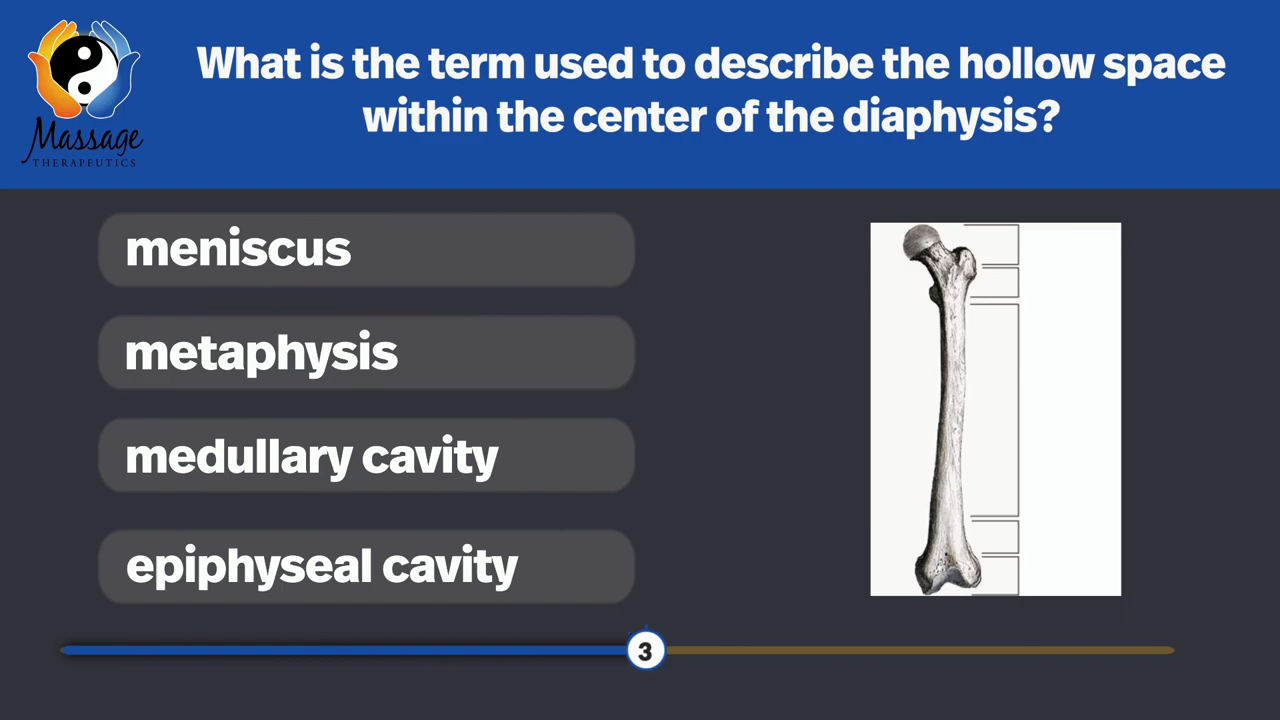 What is the term used to describe the hollow space
within the center of the diaphysis?
Massage
THERAPEUTICS
meniscus
metaphysis
medullary cavity
epiphyseal cavity
3